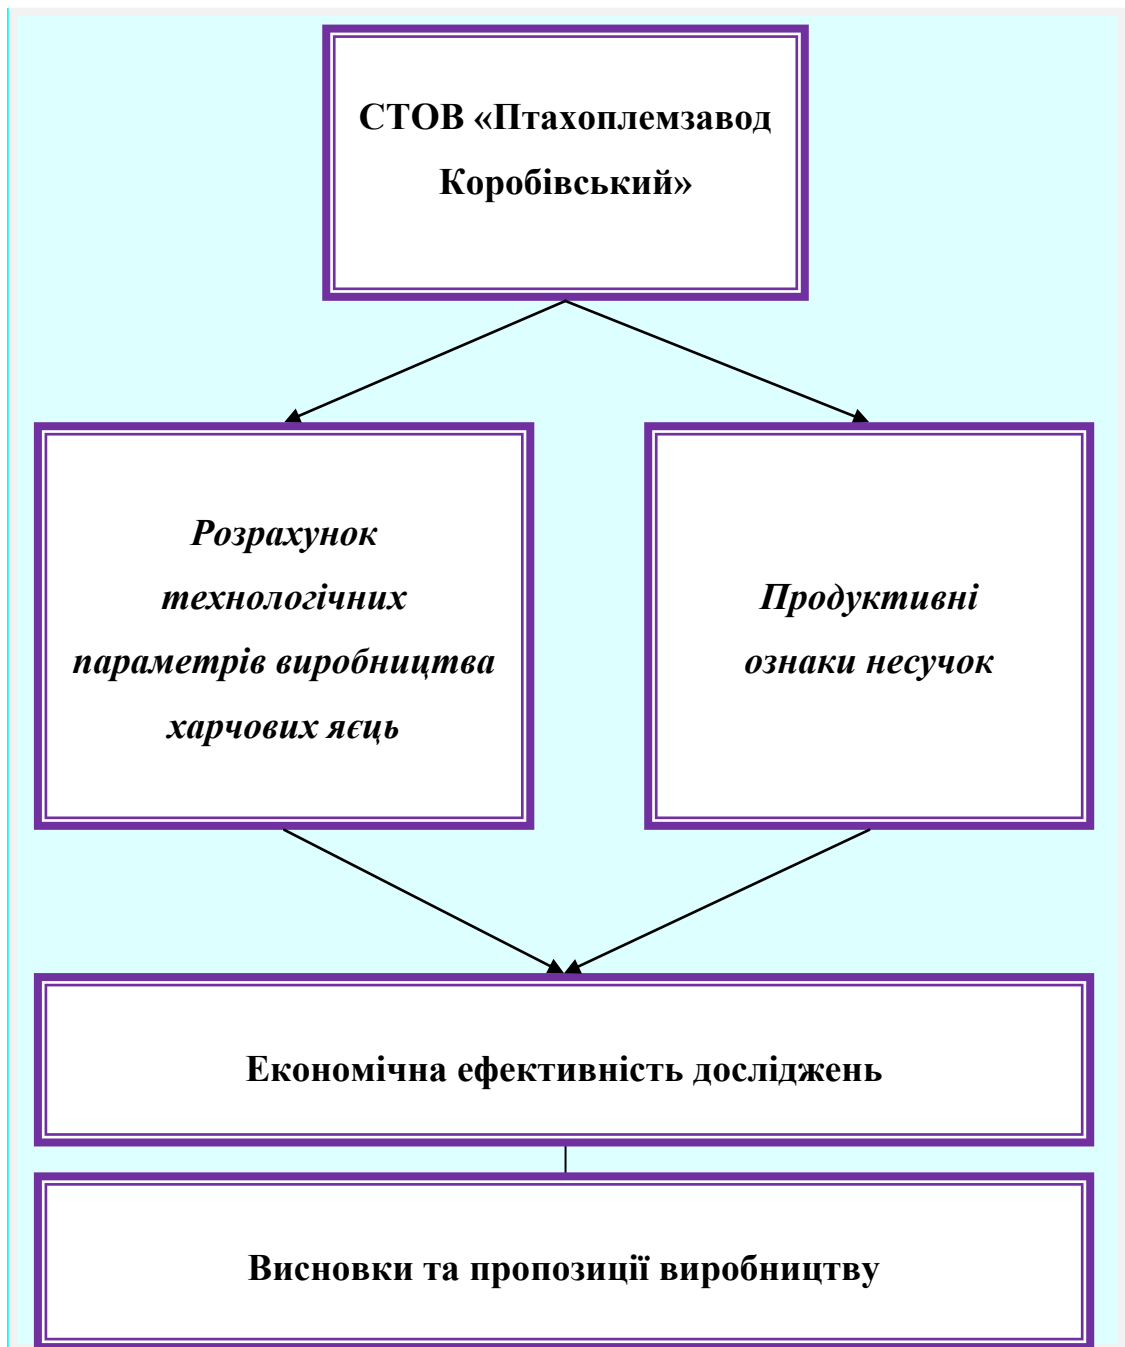 СТОВ «Птахоплемзавод
Коробівський»
Розрахунок
технологічних
параметрів виробництва
харчових яєць
Продуктивні
ознаки несучок
Економічна ефективність досліджень
Висновки та пропозиції виробництву